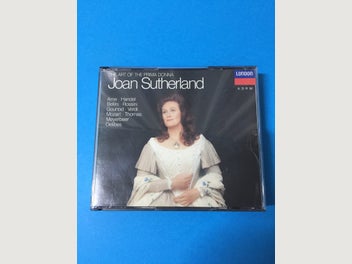 THE ART OF THE PRIMA DONNA
Joan Sutherland
LONDON
Arne Handel
Bellini Rossini
Gounod Verdi
Mozart Thomas
Meyerbeer
Delibes